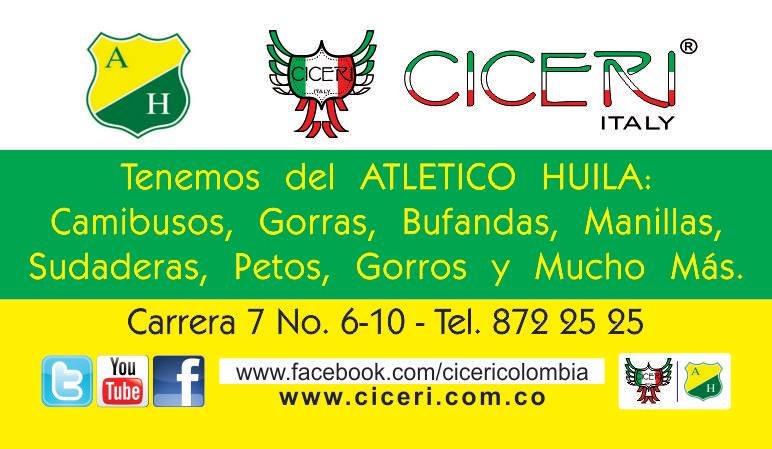 A
H
CICERI
ITALY
CICERI®
ITALY
Tenemos del ATLETICO HUILA:
Camibusos, Gorras, Bufandas, Manillas,
Sudaderas, Petos, Gorros y Mucho Más.
Carrera 7 No. 6-10 - Tel. 872 25 25
You
Tube
f
www.facebook.com/cicericolombia
www.ciceri.com.co
A
H